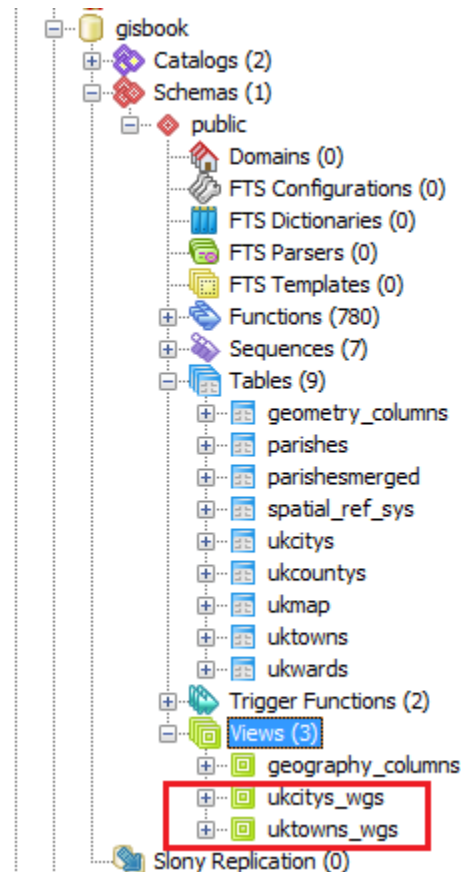 gisbook
Catalogs (2)
Schemas (1)
public
Domains (0)
FTS Configurations (0)
FTS Dictionaries (0)
FTS Parsers (0)
FTS Templates (0)
Functions (780)
Sequences (7)
Tables (9)
geometry_columns
parishes
parishesmerged
spatial_ref_sys
ukcitys
ukcountys
ukmap
uktowns
ukwards
Trigger Functions (2)
Views (3)
geography_columns
ukcitys_wgs
uktowns_wgs
Slony Replication (0)